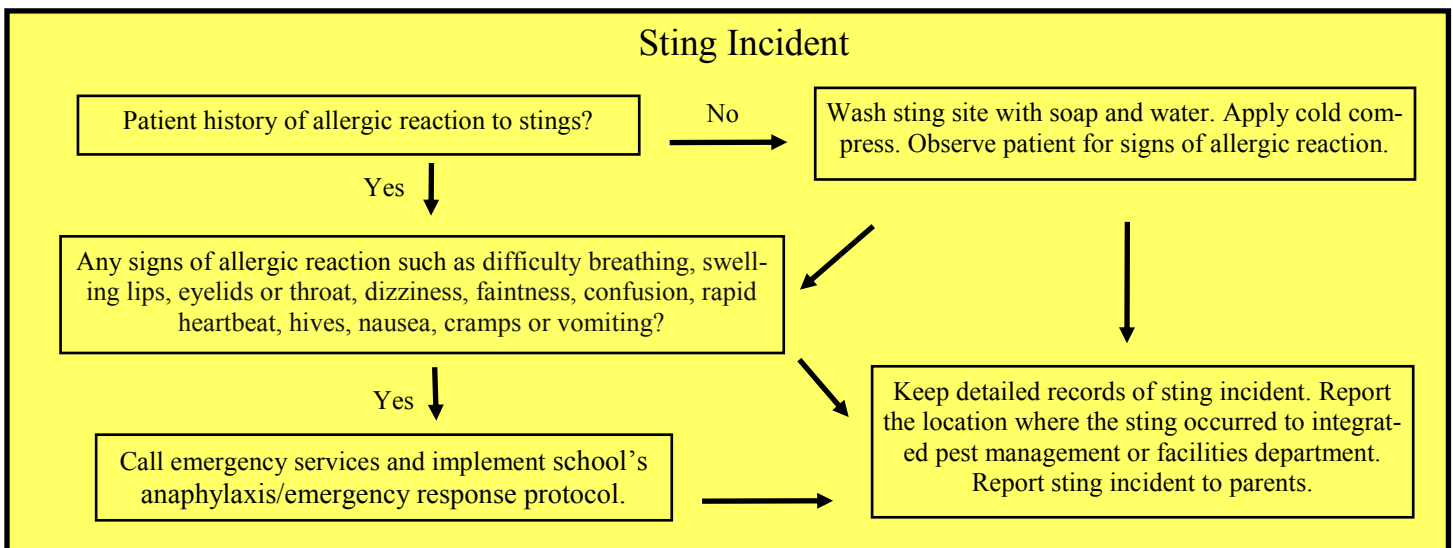 Sting Incident
Patient history of allergic reaction to stings?
No
Wash sting site with soap and water. Apply cold com-
press. Observe patient for signs of allergic reaction.
Yes
Any signs of allergic reaction such as difficulty breathing, swell-
ing lips, eyelids or throat, dizziness, faintness, confusion, rapid
heartbeat, hives, nausea, cramps or vomiting?
Yes
Call emergency services and implement school's
anaphylaxis/emergency response protocol.
Keep detailed records of sting incident. Report
the location where the sting occurred to integrat-
ed pest management or facilities department.
Report sting incident to parents.